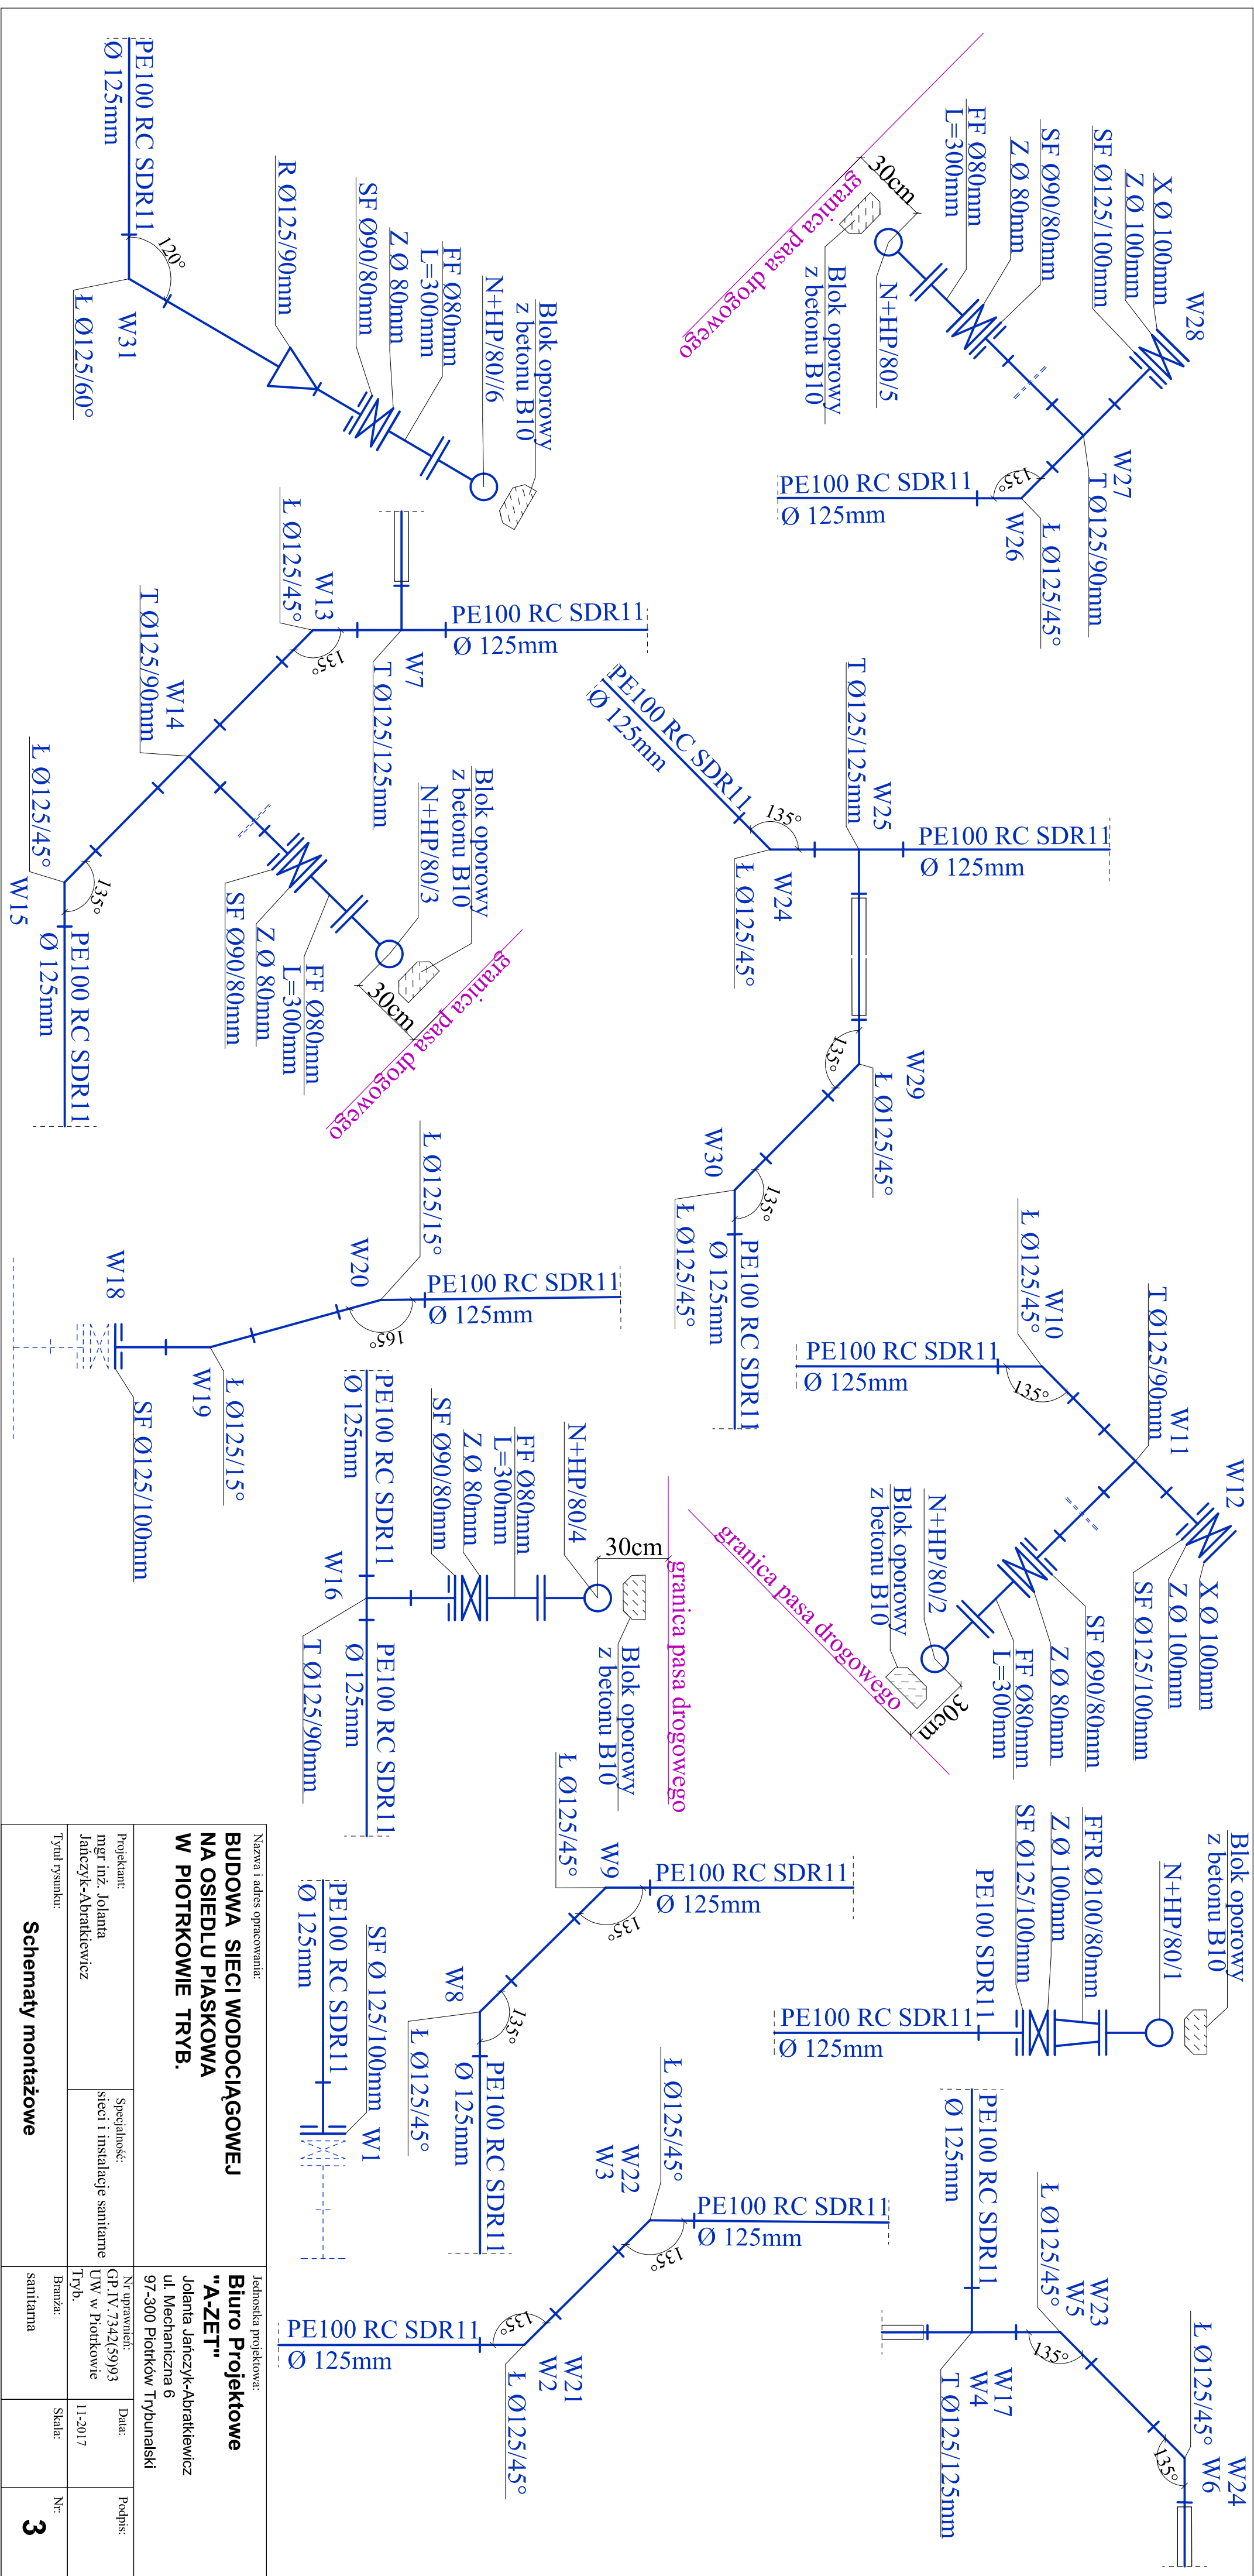 W28
X Ø 100mm
Z Ø 100mm
SF Ø125/100mm
SF Ø90/80mm
Z Ø 80mm
FF Ø80mm
L=300mm
30cm
granica pasa drogowego
N+HP/80/5
Blok oporowy
z betonu B10
W27
T Ø125/90mm
135°
Ł Ø125/45°
W26
PE100 RC SDR11
Ø 125mm
W25
T Ø125/125mm
PE100 RC SDR11
Ø 125mm
135°
W24
Ł Ø125/45°
PE100 RC SDR11
Ø 125mm
W29
Ł Ø125/45°
135°
W30
135°
Ł Ø125/45°
PE100 RC SDR11
Ø 125mm
W10
Ł Ø125/45°
135°
PE100 RC SDR11
Ø 125mm
W11
T Ø125/90mm
W12
X Ø 100mm
Z Ø 100mm
SF Ø125/100mm
SF Ø90/80mm
Z Ø 80mm
FF Ø80mm
L=300mm
N+HP/80/2
Blok oporowy
z betonu B10
30cm
granica pasa drogowego
Blok oporowy
z betonu B10
N+HP/80/1
FFR Ø100/80mm
Z Ø 100mm
SF Ø125/100mm
PE100 SDR11
PE100 RC SDR11
Ø 125mm
W24
W6
Ł Ø125/45°
135°
W23
W5
Ł Ø125/45°
135°
W17
W4
T Ø125/125mm
PE100 RC SDR11
Ø 125mm
PE100 RC SDR11
Ø 125mm
120°
W31
Ł Ø125/60°
R Ø125/90mm
SF Ø90/80mm
Z Ø 80mm
FF Ø80mm
L=300mm
N+HP/80//6
Blok oporowy
z betonu B10
PE100 RC SDR11
Ø 125mm
W7
T Ø125/125mm
W13
Ł Ø125/45°
135°
W14
T Ø125/90mm
Blok oporowy
z betonu B10
N+HP/80/3
30cm
granica pasa drogowego
FF Ø80mm
L=300mm
Z Ø 80mm
SF Ø90/80mm
135°
Ł Ø125/45°
W15
PE100 RC SDR11
Ø 125mm
Ł Ø125/15°
W20
PE100 RC SDR11
Ø 125mm
165°
Ł Ø125/15°
W19
W18
SF Ø125/100mm
N+HP/80/4
FF Ø80mm
L=300mm
Z Ø 80mm
SF Ø90/80mm
PE100 RC SDR11
Ø 125mm
30cm
granica pasa drogowego
Blok oporowy
z betonu B10
W16
T Ø125/90mm
PE100 RC SDR11
Ø 125mm
W9
Ł Ø125/45°
PE100 RC SDR11
Ø 125mm
135°
W8
135°
Ł Ø125/45°
PE100 RC SDR11
Ø 125mm
W22
W3
Ł Ø125/45°
PE100 RC SDR11
Ø 125mm
135°
W21
W2
135°
Ł Ø125/45°
PE100 RC SDR11
Ø 125mm
SF Ø 125/100mm
W1
PE100 RC SDR11
Ø 125mm
Nazwa i adres opracowania:
BUDOWA SIECI WODOCIĄGOWEJ
NA OSIEDLU PIASKOWA
W PIOTRKOWIE TRYB.
Jednostka projektowa:
Biuro Projektowe
"A-ZET"
Jolanta Jańczyk-Abratkiewicz
ul. Mechaniczna 6
97-300 Piotrków Trybunalski
Projektant:
mgr inż. Jolanta
Jańczyk-Abratkiewicz
Specjalność:
sieci i instalacje sanitarne
Nr uprawnień:
GP.IV.7342(59)93
UW w Piotrkowie
Tryb.
Data:
11-2017
Podpis:
Tytuł rysunku:
Schematy montażowe
Branża:
sanitarna
Skala:
Nr:
3